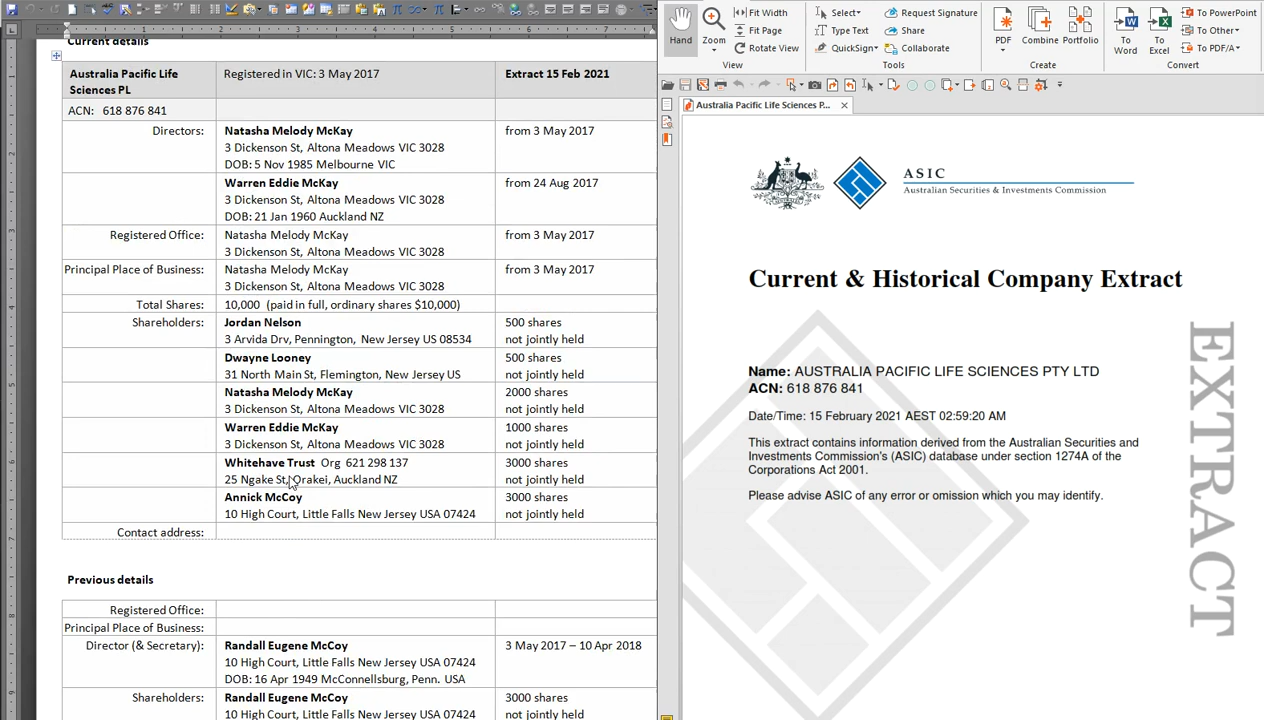 Current details
Australia Pacific Life
Sciences PL
Registered in VIC: 3 May 2017
Extract 15 Feb 2021
ACN: 618 876 841
Directors:
Natasha Melody McKay
from 3 May 2017
3 Dickenson St, Altona Meadows VIC 3028
DOB: 5 Nov 1985 Melbourne VIC
Warren Eddie McKay
from 24 Aug 2017
3 Dickenson St, Altona Meadows VIC 3028
DOB: 21 Jan 1960 Auckland NZ
Registered Office:
Natasha Melody McKay
from 3 May 2017
3 Dickenson St, Altona Meadows VIC 3028
Principal Place of Business:
Natasha Melody McKay
from 3 May 2017
3 Dickenson St, Altona Meadows VIC 3028
Total Shares:
10,000 (paid in full, ordinary shares $10,000)
Shareholders:
Jordan Nelson
500 shares
3 Arvida Drv, Pennington, New Jersey US 08534
not jointly held
Dwayne Looney
500 shares
31 North Main St, Flemington, New Jersey US
not jointly held
Natasha Melody McKay
2000 shares
3 Dickenson St, Altona Meadows VIC 3028
not jointly held
Warren Eddie McKay
1000 shares
3 Dickenson St, Altona Meadows VIC 3028
not jointly held
Whitehave Trust Org 621 298 137
3000 shares
25 Ngake St, Orakei, Auckland NZ
not jointly held
Annick McCoy
3000 shares
10 High Court, Little Falls New Jersey USA 07424
not jointly held
Contact address:
Previous details
Registered Office:
Principal Place of Business:
Director (& Secretary):
Randall Eugene McCoy
3 May 2017 – 10 Apr 2018
10 High Court, Little Falls New Jersey USA 07424
DOB: 16 Apr 1949 McConnellsburg, Penn. USA
Shareholders:
Randall Eugene McCoy
3000 shares
10 High Court, Little Falls New Jersey USA 07424
not jointly held
Hand
Zoom
Fit Width
Fit Page
Rotate View
View
Select
Type Text
QuickSign
Request Signature
Share
Collaborate
Tools
PDF
Combine
Portfolio
Create
To
Word
To
Excel
To PowerPoint
To Other
To PDF/A
Convert
Australia Pacific Life Sciences P...
ASIC
Australian Securities & Investments Commission
Current & Historical Company Extract
Name: AUSTRALIA PACIFIC LIFE SCIENCES PTY LTD
ACN: 618 876 841
Date/Time: 15 February 2021 AEST 02:59:20 AM
This extract contains information derived from the Australian Securities and
Investments Commission's (ASIC) database under section 1274A of the
Corporations Act 2001.
Please advise ASIC of any error or omission which you may identify.
EXTRACT